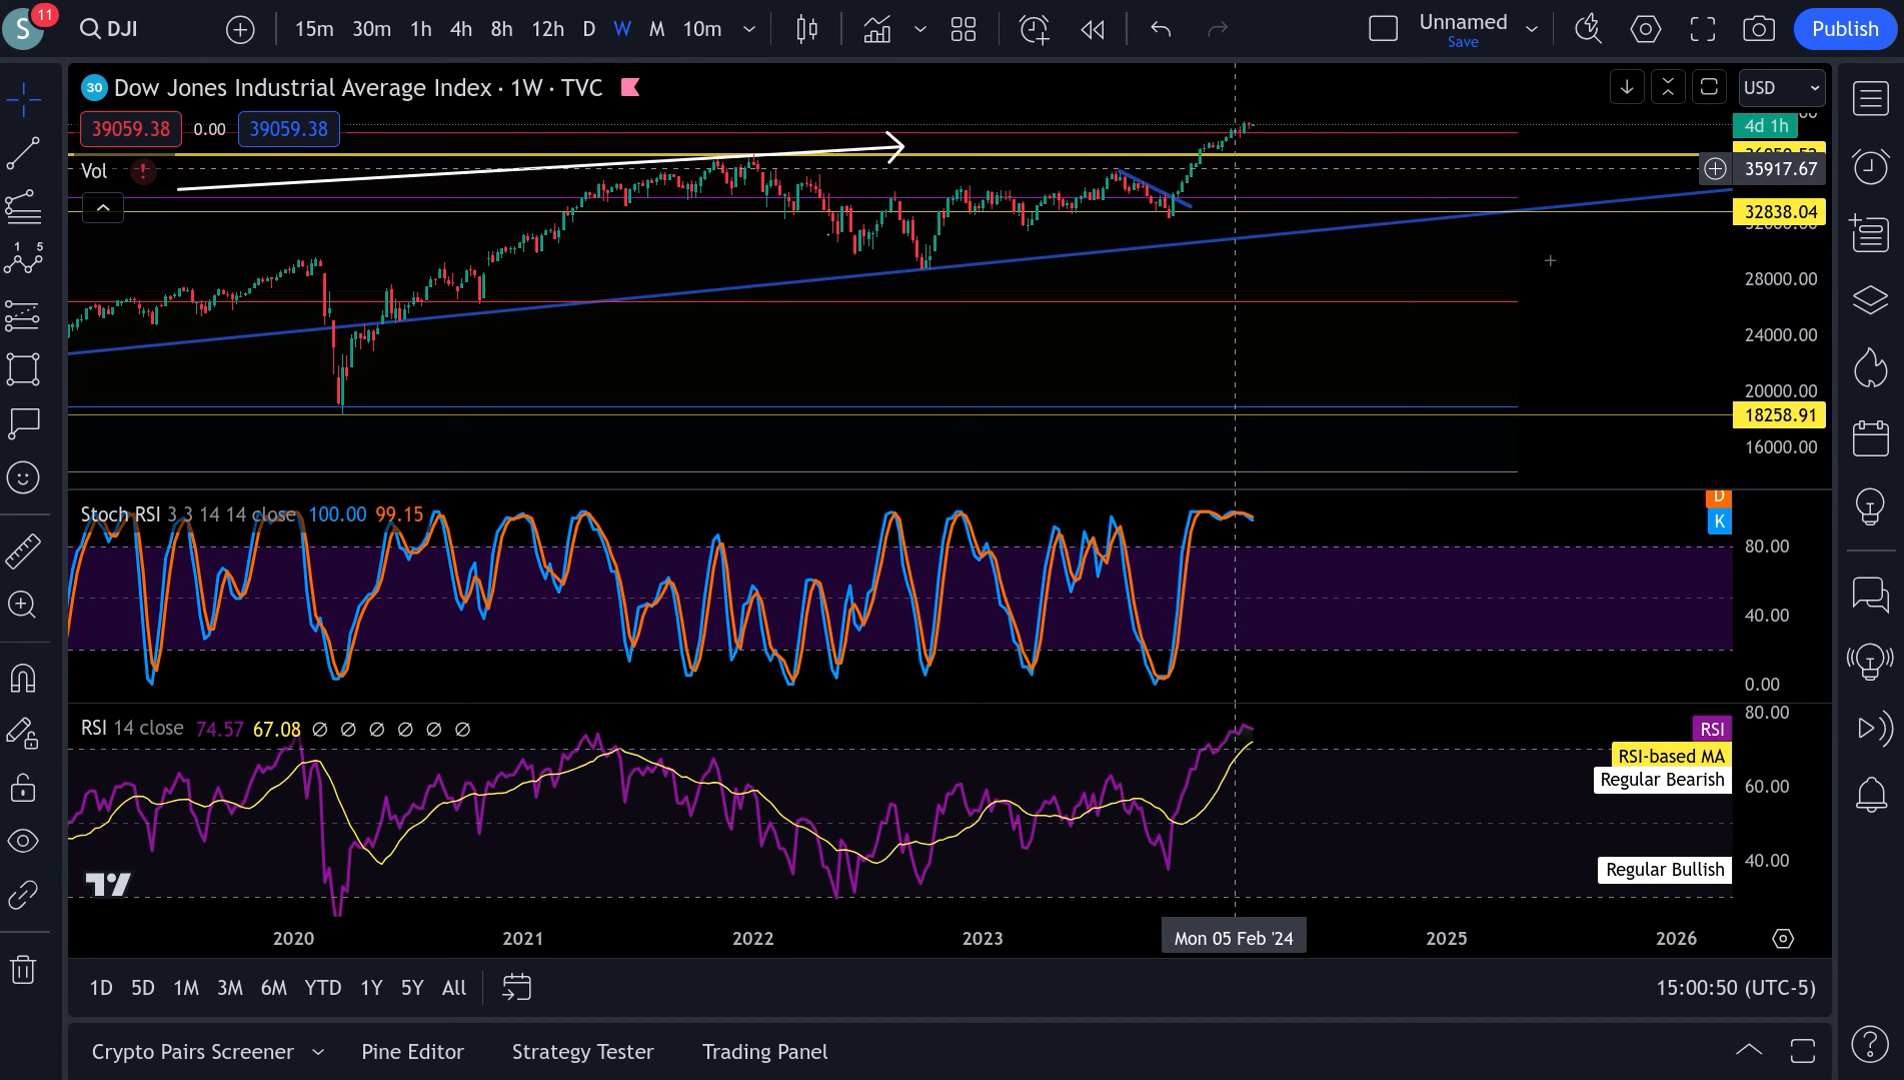 S
11
DJI
15m 30m 1h 4h 8h 12h D W M 10m
Unnamed
Save
Publish
30 Dow Jones Industrial Average Index · 1W · TVC
USD
39059.38 0.00 39059.38
4d 1h
Vol
!
35917.67
32838.04
28000.00
24000.00
20000.00
18258.91
16000.00
1 5
Stoch RSI 3 3 14 14 close 100.00 99.15
D
K
80.00
40.00
0.00
RSI 14 close 74.57 67.08 ∅ ∅ ∅ ∅ ∅ ∅
80.00
RSI
RSI-based MA
Regular Bearish
60.00
40.00
Regular Bullish
2020 2021 2022 2023 Mon 05 Feb '24 2025 2026
1D 5D 1M 3M 6M YTD 1Y 5Y All
15:00:50 (UTC-5)
Crypto Pairs Screener Pine Editor Strategy Tester Trading Panel